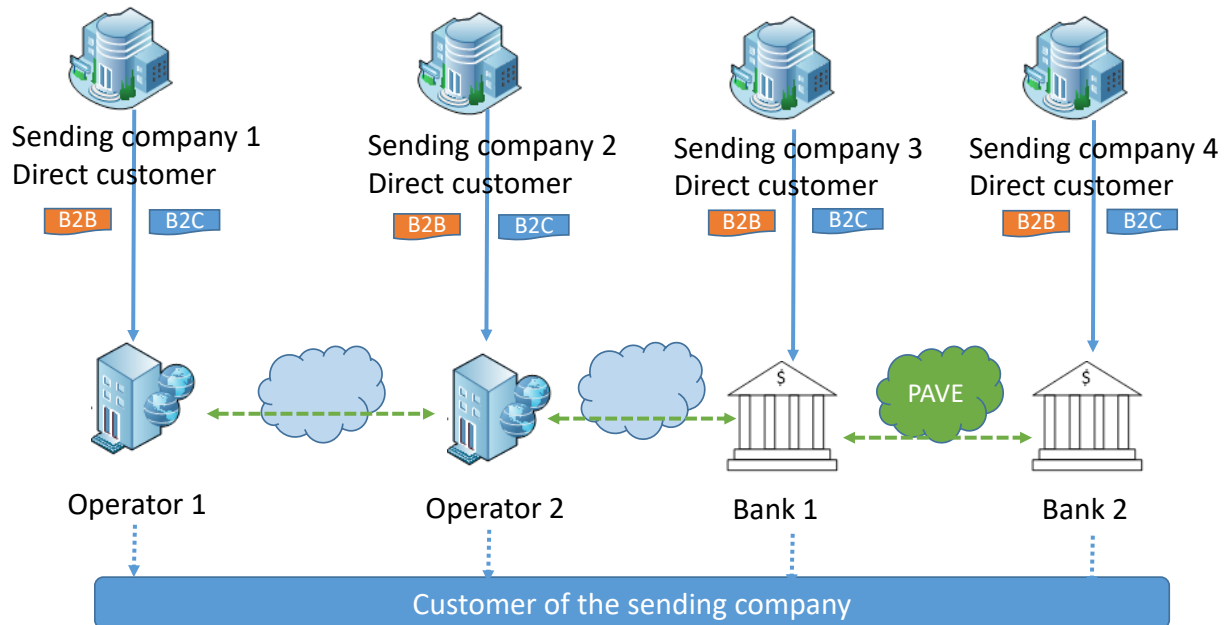 Sending company 1
Direct customer
B2B
B2C
Sending company 2
Direct customer
B2B
B2C
Sending company 3
Direct customer
B2B
B2C
Sending company 4
Direct customer
B2B
B2C
$
PAVE
$
Operator 1
Operator 2
Bank 1
Bank 2
Customer of the sending company